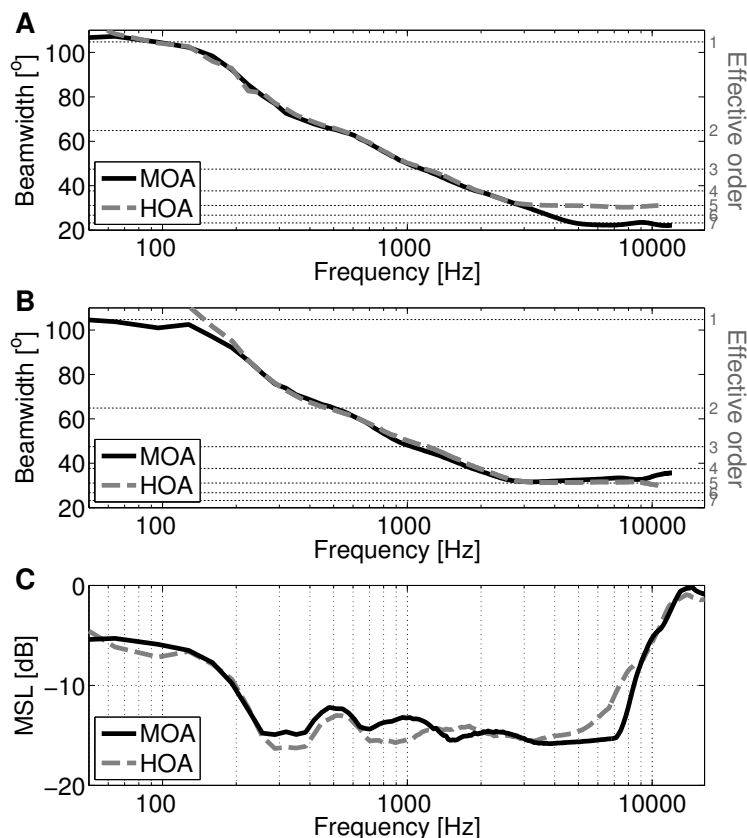 A
100
80
60
40
20
Beamwidth [°]
MOA
HOA
1
2
3
4
5
6
7
Effective order
100
1000
10000
Frequency [Hz]
B
100
80
60
40
20
Beamwidth [°]
MOA
HOA
1
2
3
4
5
6
7
Effective order
100
1000
10000
Frequency [Hz]
C
0
−10
−20
MSL [dB]
MOA
HOA
100
1000
10000
Frequency [Hz]